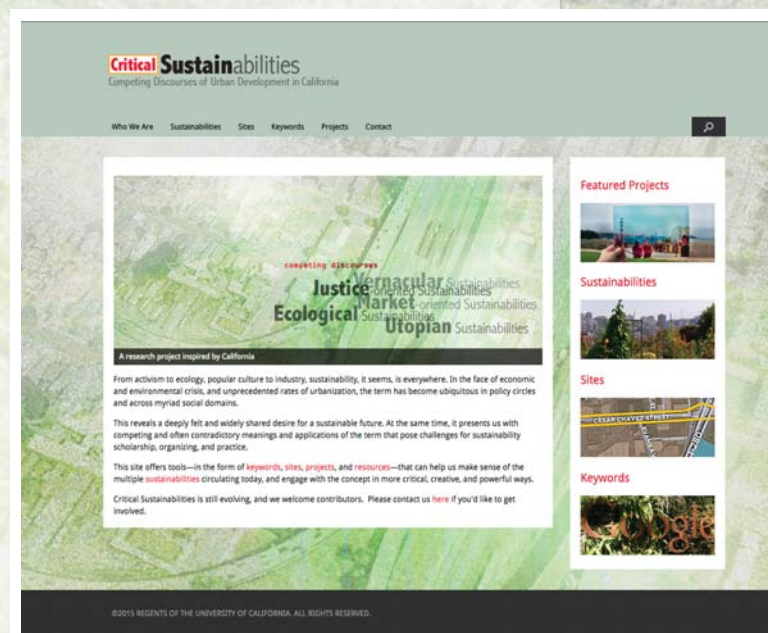 Critical Sustainabilities
Competing Discourses of Urban Development in California
Who We Are Sustainabilities Sites Keywords Projects Contact
competing discourses
Vernacular Sustainabilities
Justice-oriented Sustainabilities
Market-oriented Sustainabilities
Ecological Sustainabilities
Utopian Sustainabilities
A research project inspired by California
From activism to ecology, popular culture to industry, sustainability, it seems, is everywhere. In the face of economic
and environmental crisis, and unprecedented rates of urbanization, the term has become ubiquitous in policy circles
and across myriad social domains.
This reveals a deeply felt and widely shared desire for a sustainable future. At the same time, it presents us with
competing and often contradictory meanings and applications of the term that pose challenges for sustainability
scholarship, organizing, and practice.
This site offers tools—in the form of keywords, sites, projects, and resources—that can help us make sense of the
multiple sustainabilities circulating today, and engage with the concept in more critical, creative, and powerful ways.
Critical Sustainabilities is still evolving, and we welcome contributors. Please contact us here if you'd like to get
involved.
Featured Projects
Sustainabilities
Sites
CESAR CHAVEZ STREET
Keywords
Google
©2015 REGENTS OF THE UNIVERSITY OF CALIFORNIA. ALL RIGHTS RESERVED.